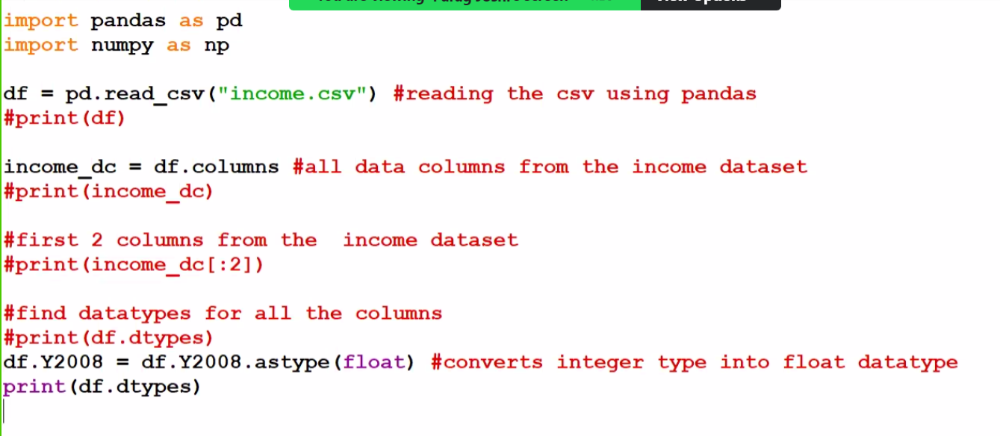 import pandas as pd
import numpy as np
df = pd.read_csv("income.csv") #reading the csv using pandas
#print(df)
income_dc = df.columns #all data columns from the income dataset
#print(income_dc)
#first 2 columns from the  income dataset
#print(income_dc[:2])
#find datatypes for all the columns
#print(df.dtypes)
df.Y2008 = df.Y2008.astype(float) #converts integer type into float datatype
print(df.dtypes)